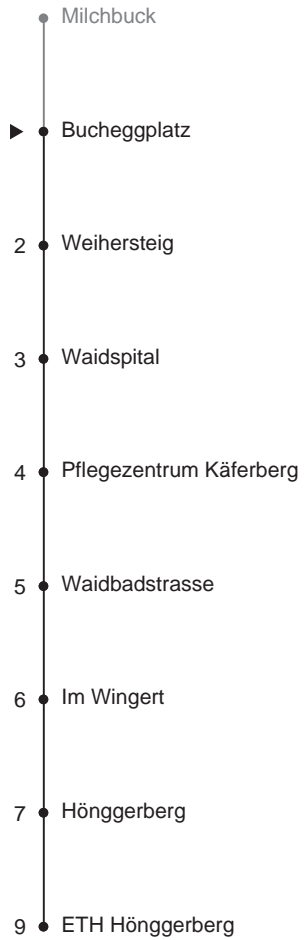 Milchbuck
Bucheggplatz
2 Weihersteig
3 Waidspital
4 Pflegezentrum Käferberg
5 Waidbadstrasse
6 Im Wingert
7 Hönggerberg
9 ETH Hönggerberg